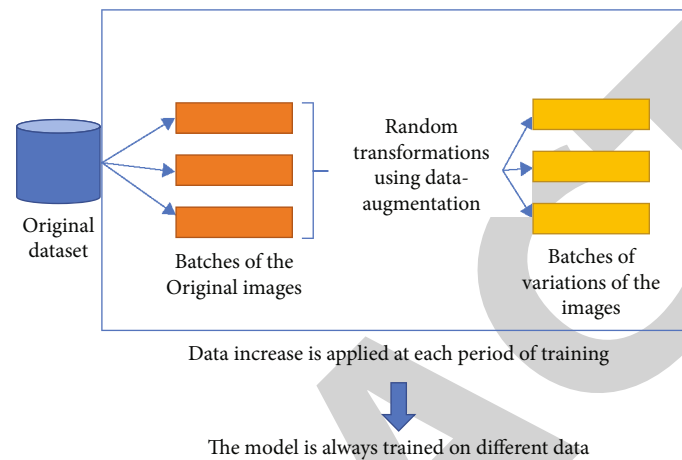 Original
dataset
Batches of the
Original images
Random
transformations
using data-
augmentation
Batches of
variations of the
images
Data increase is applied at each period of training
The model is always trained on different data